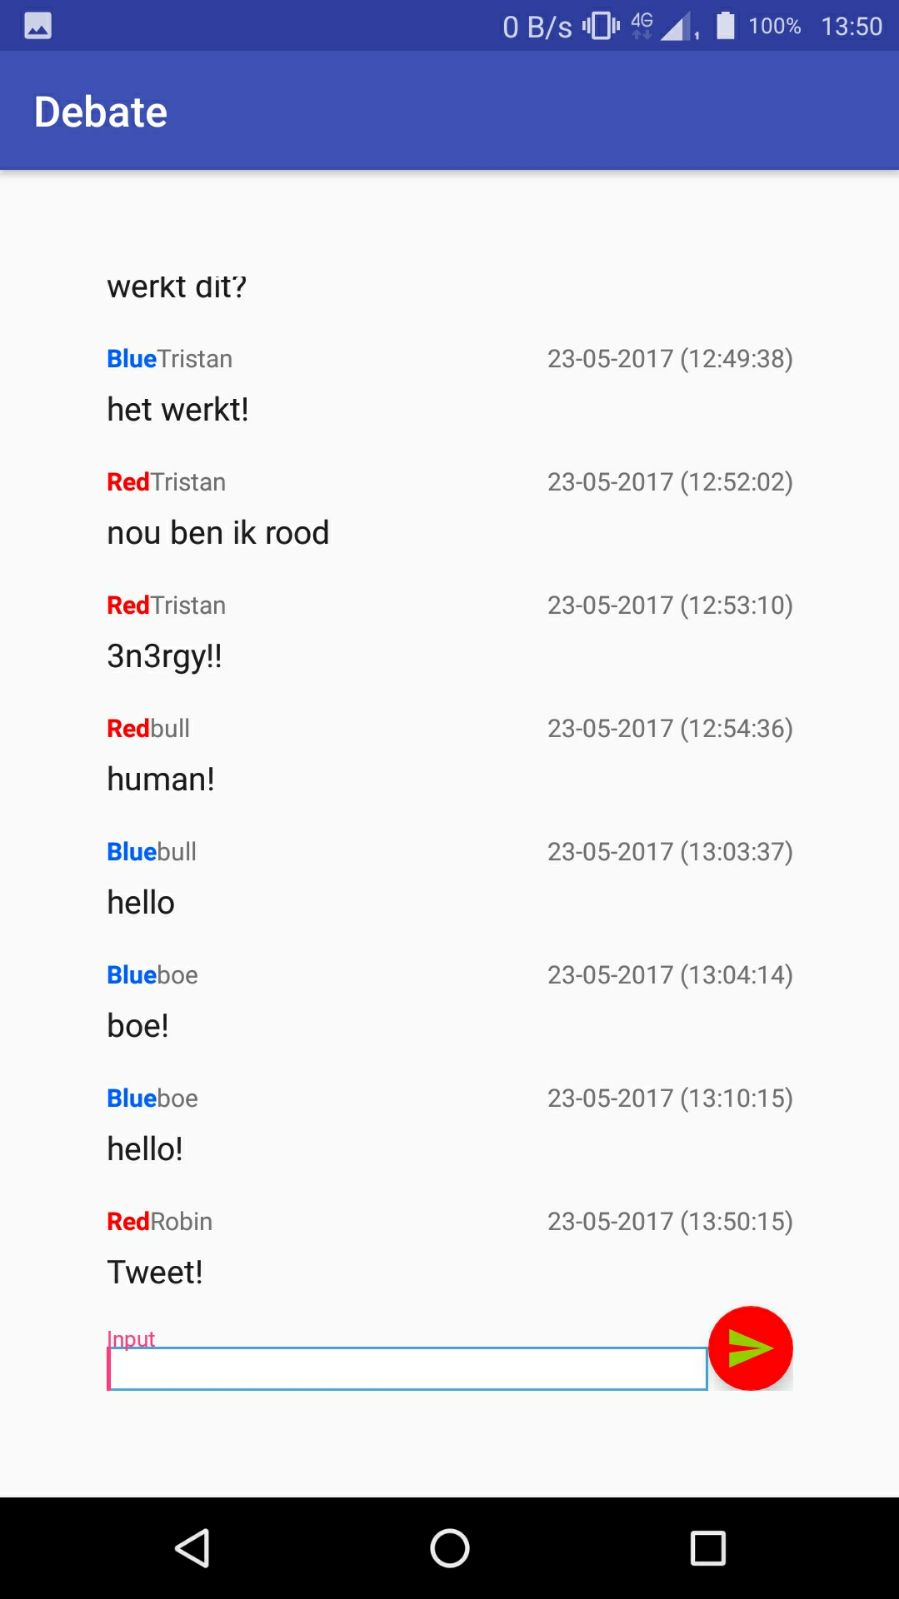 0 B/s 4G 100% 13:50
Debate
werkt dit?
BlueTristan 23-05-2017 (12:49:38)
het werkt!
RedTristan 23-05-2017 (12:52:02)
nou ben ik rood
RedTristan 23-05-2017 (12:53:10)
3n3rgy!!
Redbull 23-05-2017 (12:54:36)
human!
Bluebull 23-05-2017 (13:03:37)
hello
Blueboe 23-05-2017 (13:04:14)
boe!
Blueboe 23-05-2017 (13:10:15)
hello!
RedRobin 23-05-2017 (13:50:15)
Tweet!
Input